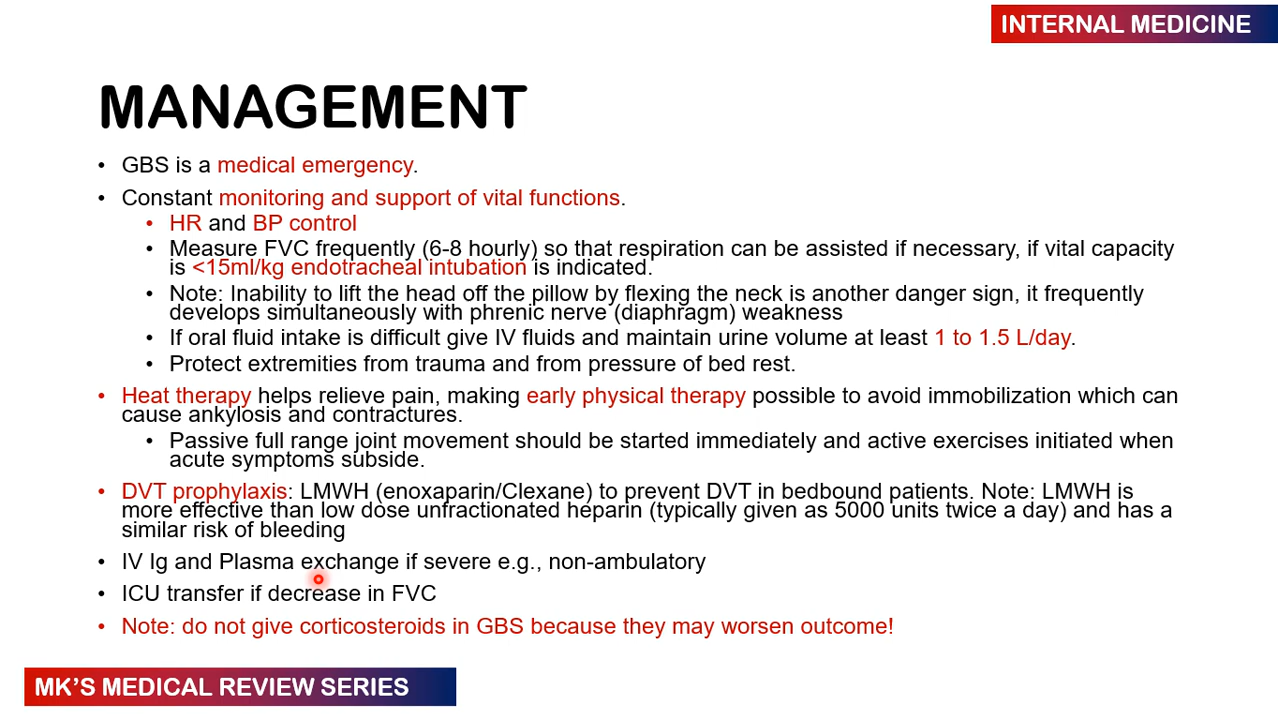 INTERNAL MEDICINE
MANAGEMENT
• GBS is a medical emergency.
• Constant monitoring and support of vital functions.
• HR and BP control
• Measure FVC frequently (6-8 hourly) so that respiration can be assisted if necessary, if vital capacity
is <15ml/kg endotracheal intubation is indicated.
• Note: Inability to lift the head off the pillow by flexing the neck is another danger sign, it frequently
develops simultaneously with phrenic nerve (diaphragm) weakness
• If oral fluid intake is difficult give IV fluids and maintain urine volume at least 1 to 1.5 L/day.
• Protect extremities from trauma and from pressure of bed rest.
• Heat therapy helps relieve pain, making early physical therapy possible to avoid immobilization which can
cause ankylosis and contractures.
• Passive full range joint movement should be started immediately and active exercises initiated when
acute symptoms subside.
• DVT prophylaxis: LMWH (enoxaparin/Clexane) to prevent DVT in bedbound patients. Note: LMWH is
more effective than low dose unfractionated heparin (typically given as 5000 units twice a day) and has a
similar risk of bleeding
• IV Ig and Plasma exchange if severe e.g., non-ambulatory
• ICU transfer if decrease in FVC
• Note: do not give corticosteroids in GBS because they may worsen outcome!
MK'S MEDICAL REVIEW SERIES